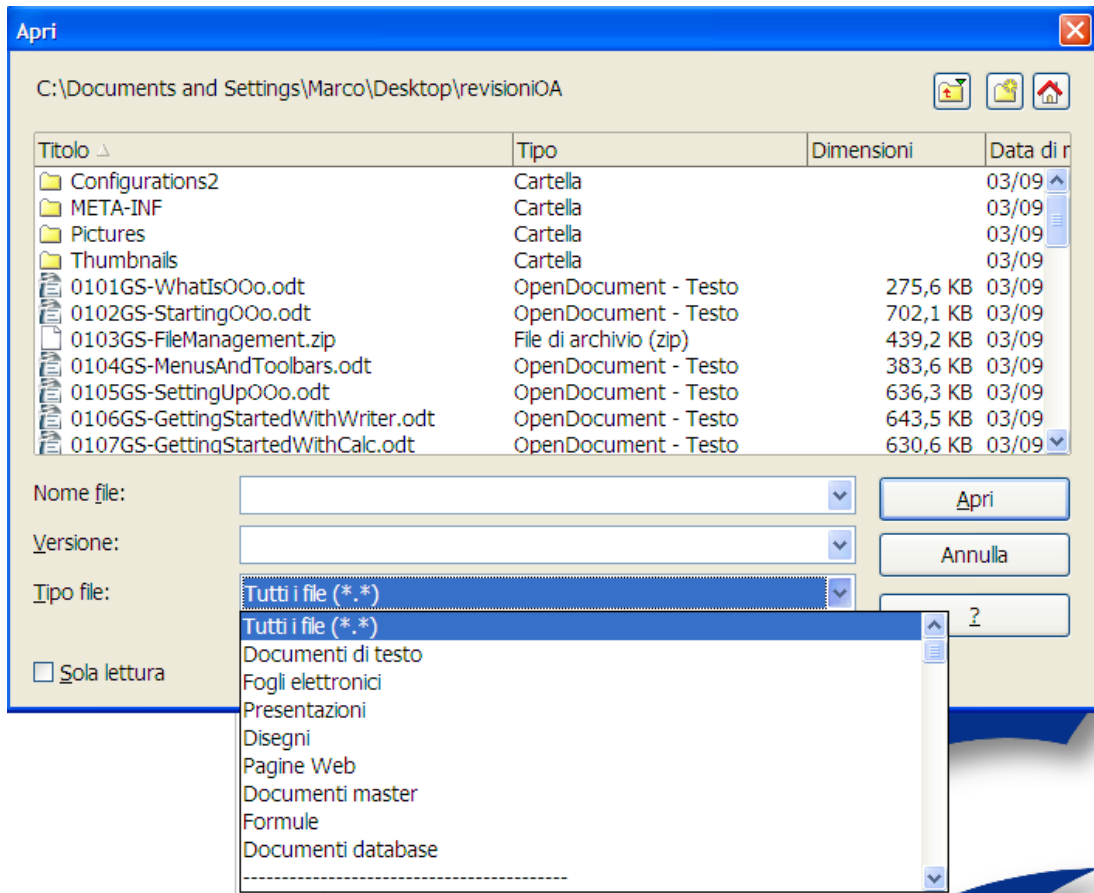 Apri
C:\Documents and Settings\Marco\Desktop\revisioniOA
Titolo Tipo Dimensioni Data di r
Configurations2 Cartella 03/09
META-INF Cartella 03/09
Pictures Cartella 03/09
Thumbnails Cartella 03/09
0101GS-WhatIsOOo.odt OpenDocument - Testo 275,6 KB 03/09
0102GS-StartingOOo.odt OpenDocument - Testo 702,1 KB 03/09
0103GS-FileManagement.zip File di archivio (zip) 439,2 KB 03/09
0104GS-MenusAndToolbars.odt OpenDocument - Testo 383,6 KB 03/09
0105GS-SettingUpOOo.odt OpenDocument - Testo 636,3 KB 03/09
0106GS-GettingStartedWithWriter.odt OpenDocument - Testo 643,5 KB 03/09
0107GS-GettingStartedWithCalc.odt OpenDocument - Testo 630,6 KB 03/09
Nome file: Apri
Versione: Annulla
Tipo file: Tutti i file (*.*)
?
Tutti i file (*.*)
Documenti di testo
Sola lettura
Fogli elettronici
Presentazioni
Disegni
Pagine Web
Documenti master
Formule
Documenti database
------------------------------------------